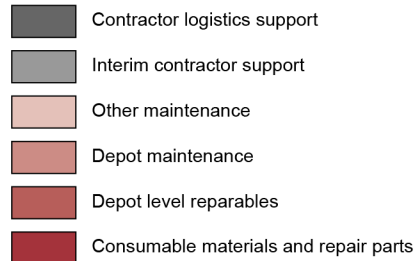 Contractor logistics support
Interim contractor support
Other maintenance
Depot maintenance
Depot level reparables
Consumable materials and repair parts